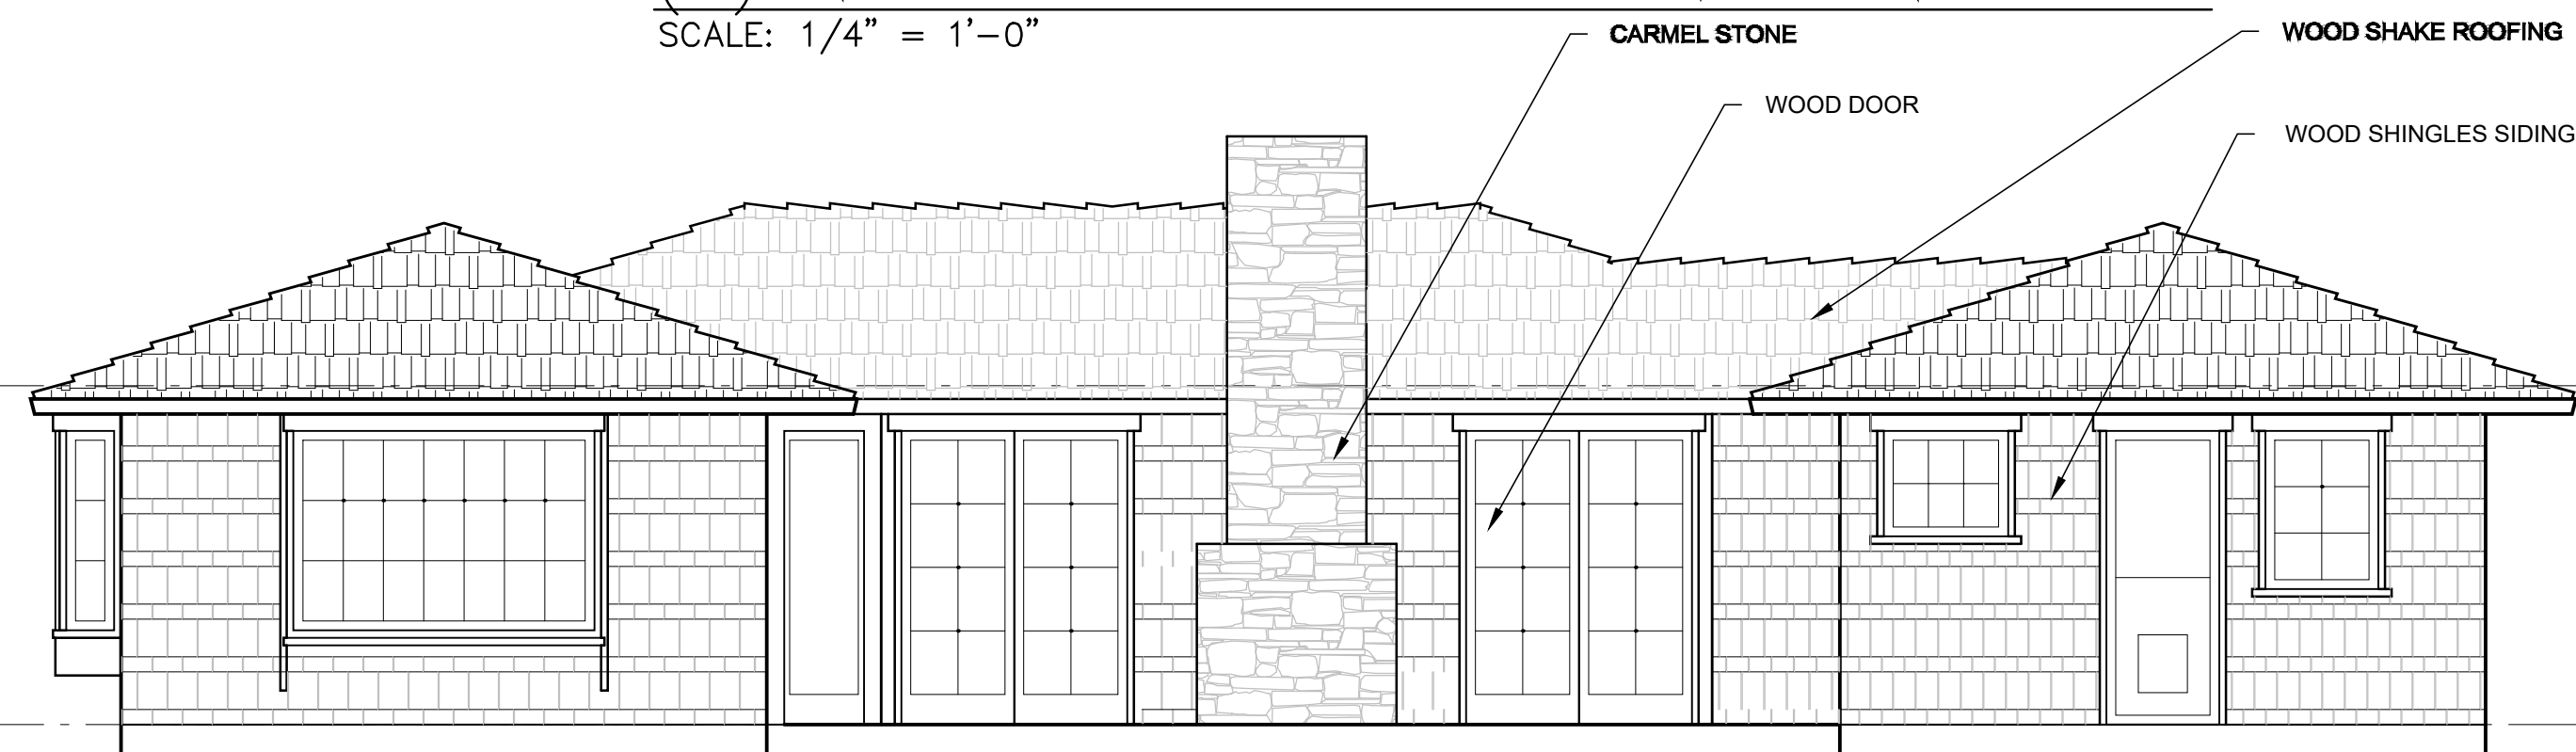 SCALE: 1/4" = 1'-0"
CARMEL STONE
WOOD SHAKE ROOFING
WOOD DOOR
WOOD SHINGLES SIDING